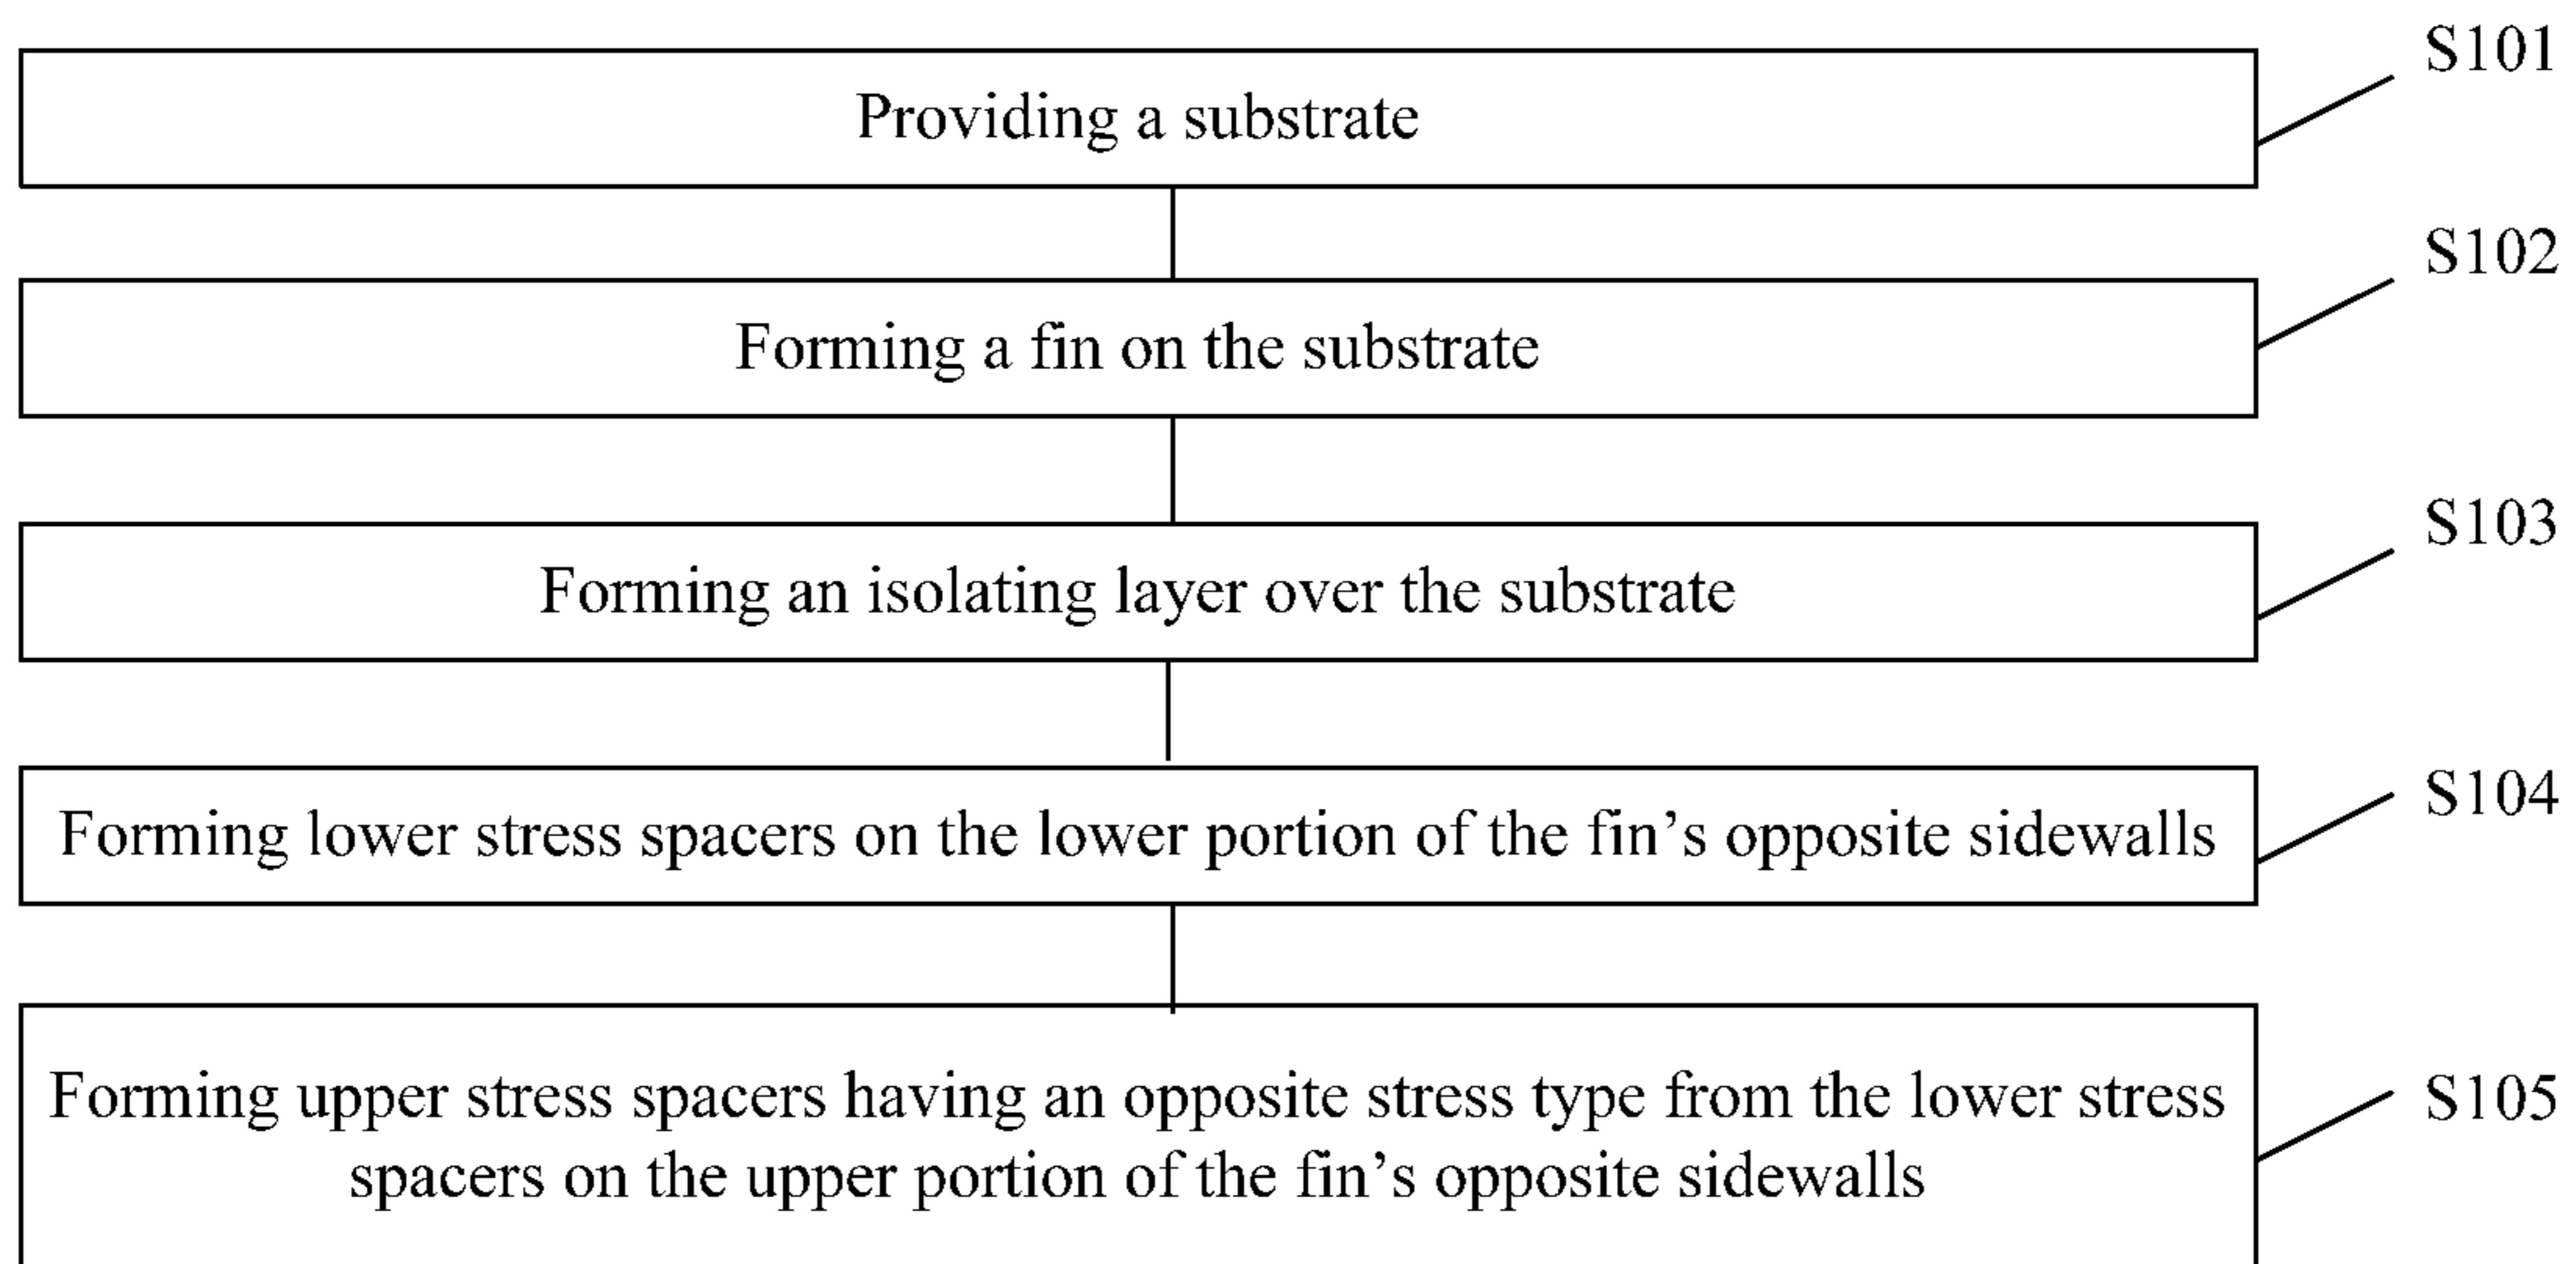 S101
Providing a substrate
S102
Forming a fin on the substrate
S103
Forming an isolating layer over the substrate
S104
Forming lower stress spacers on the lower portion of the fin’s opposite sidewalls
S105
Forming upper stress spacers having an opposite stress type from the lower stress
spacers on the upper portion of the fin’s opposite sidewalls